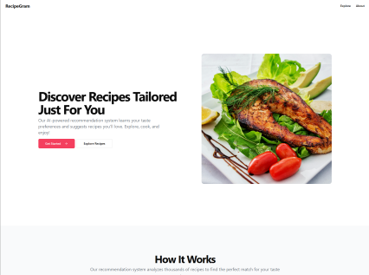 RecipeGram
Explore
About
Discover Recipes Tailored
Just For You
Our AI-powered recommendation system learns your taste
preferences and suggests recipes you'll love. Explore, cook, and
enjoy!
Get Started
Explore Recipes
How It Works
Our recommendation system analyzes thousands of recipes to find the perfect match for your taste